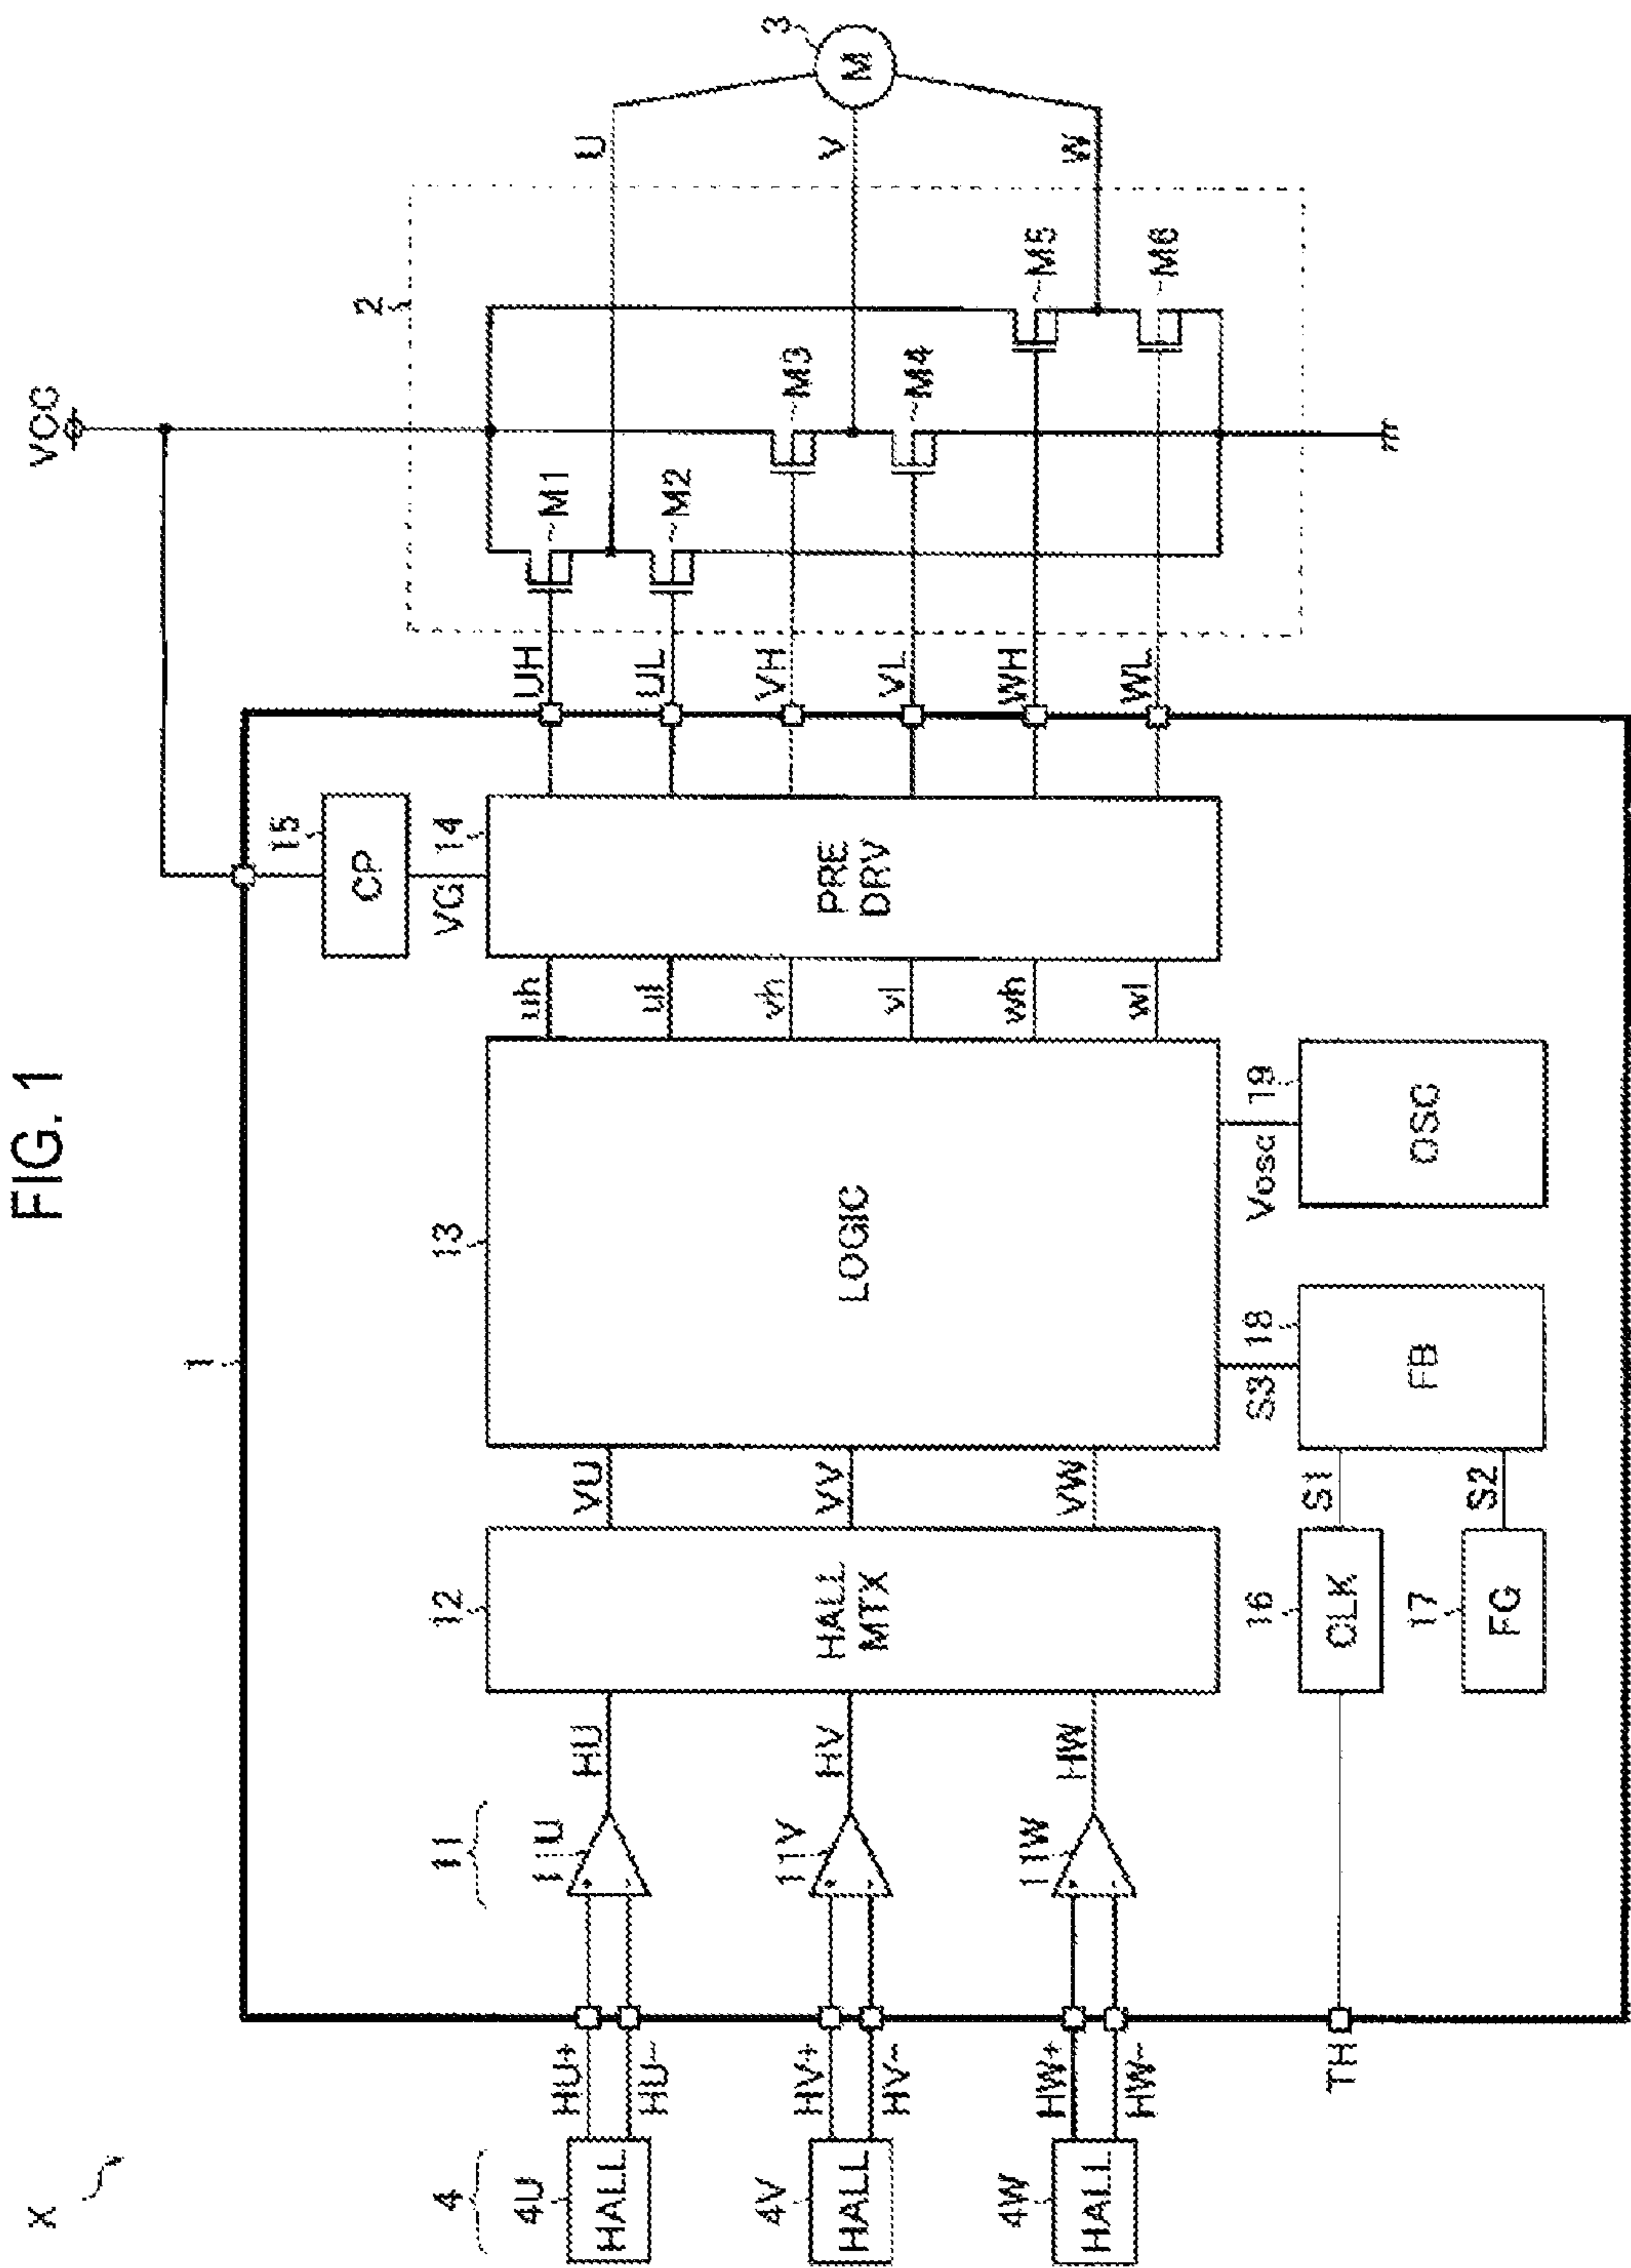 FIG. 1
X
VCC
1
2
3
M
U
V
W
15
CP
VG
14
PRE
DRV
UH
UL
VH
VL
WH
WL
M1
M2
M3
M4
M5
M6
uh
ul
vh
vl
wh
wl
13
LOGIC
VU
VV
VW
12
HALL
MTX
HU
HV
HW
11
11U
11V
11W
+
-
+
-
+
-
4
4U
HALL
HU+
HU-
4V
HALL
HV+
HV-
4W
HALL
HW+
HW-
TH
16
CLK
S1
17
FG
S2
18
FB
S3
19
OSC
Vosc